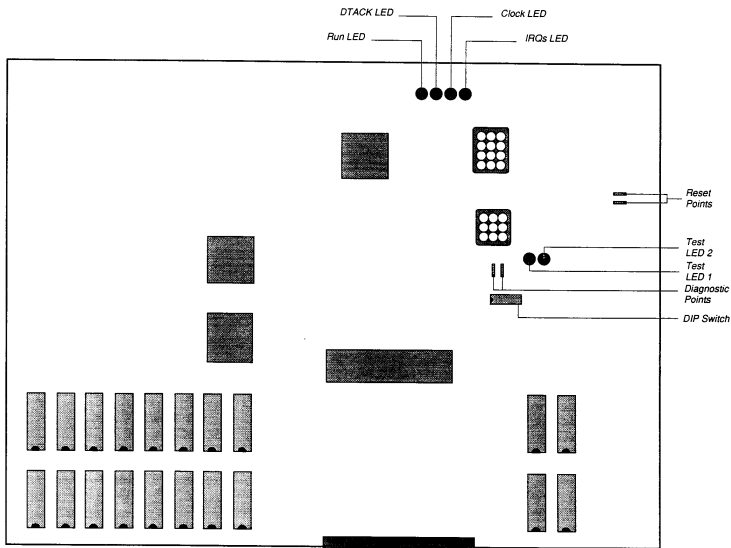 DTACK LED
Clock LED
Run LED
IRQs LED
Reset
Points
Test
LED 2
Test
LED 1
Diagnostic
Points
DIP Switch